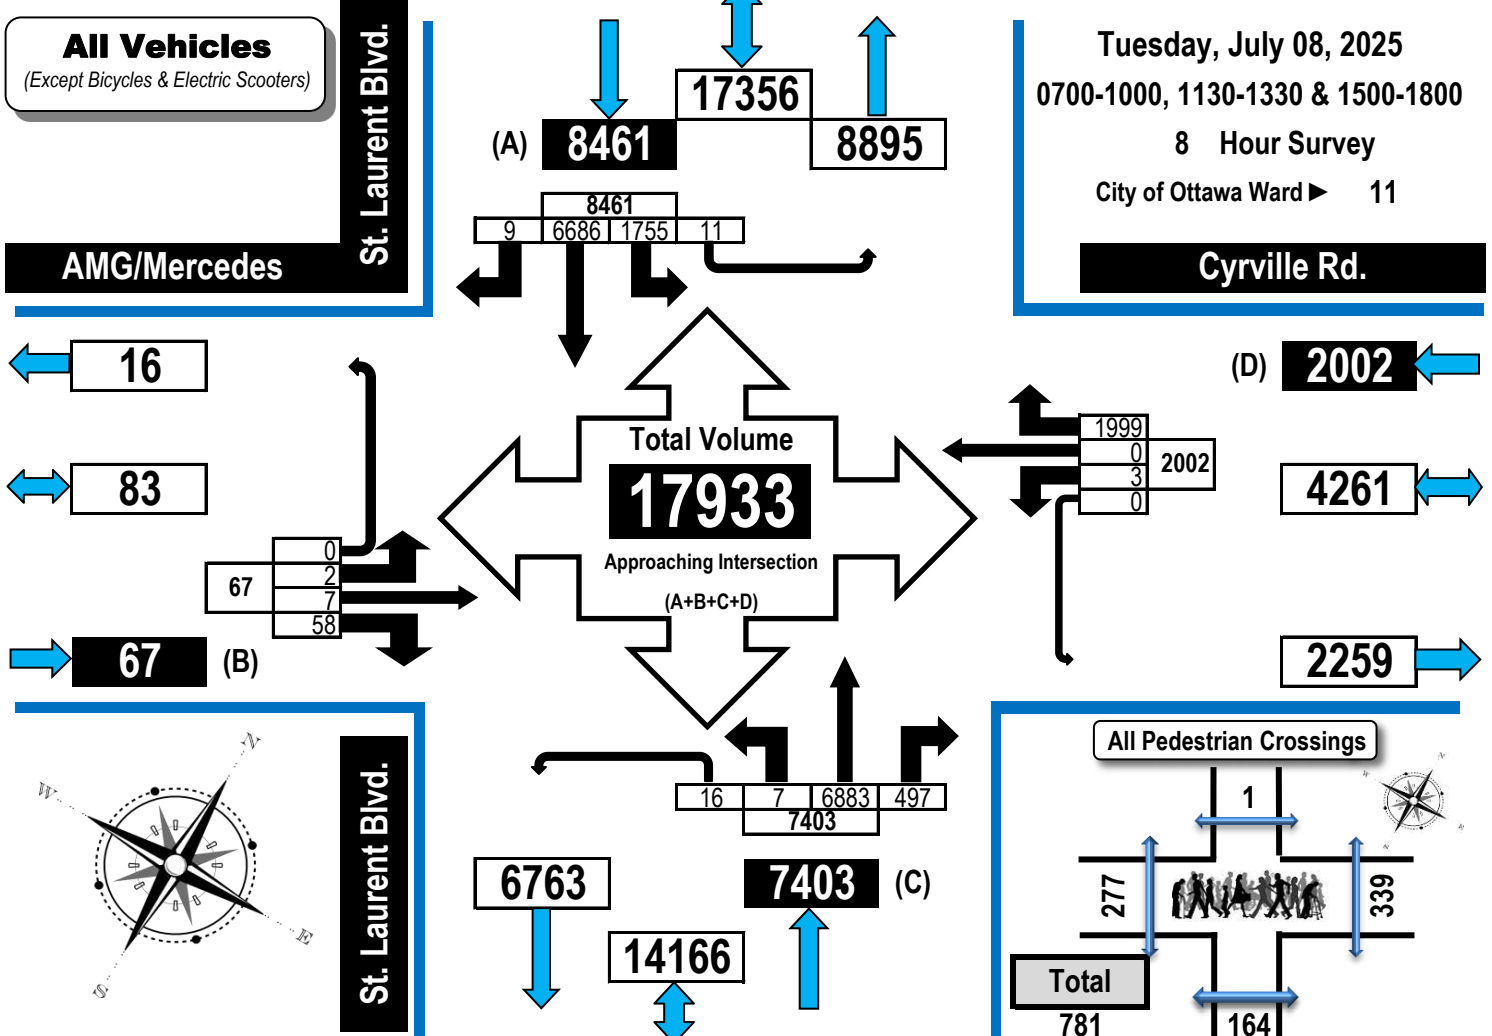 All Vehicles
(Except Bicycles & Electric Scooters)
St. Laurent Blvd.
AMG/Mercedes
17356
(A) 8461
8895
8461
9 6686 1755 11
Tuesday, July 08, 2025
0700-1000, 1130-1330 & 1500-1800
8 Hour Survey
City of Ottawa Ward ► 11
Cyrville Rd.
16
83
0
2
7
58
67
67 (B)
Total Volume
17933
Approaching Intersection
(A+B+C+D)
(D) 2002
1999
0
3
0
2002
4261
2259
N
W
E
S
St. Laurent Blvd.
16 7 6883 497
7403
6763
7403 (C)
14166
All Pedestrian Crossings
1
277
339
N
W
E
S
Total
781
164